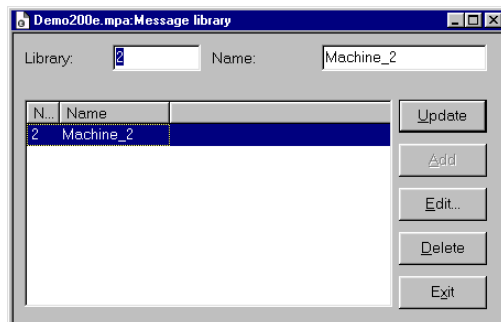 Demo200e.mpa:Message library
Library: 2 Name: Machine_2
N... Name
2 Machine_2
Update
Add
Edit...
Delete
Exit